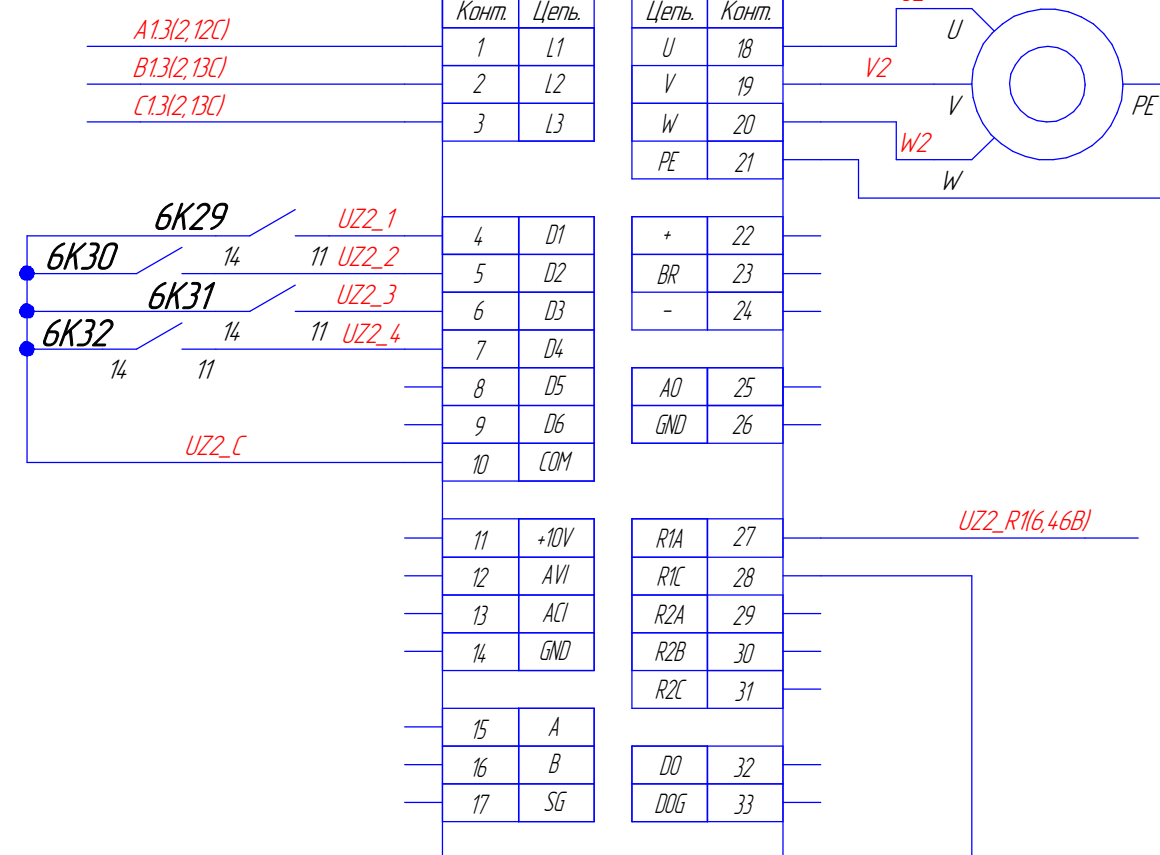 Конт. Цепь. Цепь. Конт.
A1.3(2,12C) 1 L1 U 18 U
B1.3(2,13C) 2 L2 V 19 V2 V PE
C1.3(2,13C) 3 L3 W 20 W2 W
PE 21
6K29 UZ2_1 4 D1 + 22
14 11
6K30 UZ2_2 5 D2 BR 23
6K31 UZ2_3 6 D3 - 24
14 11
6K32 UZ2_4 7 D4
14 11
8 D5 AO 25
9 D6 GND 26
UZ2_C 10 COM
11 +10V R1A 27 UZ2_R1(6,46B)
12 AVI R1C 28
13 ACI R2A 29
14 GND R2B 30
R2C 31
15 A
16 B DO 32
17 SG DOG 33